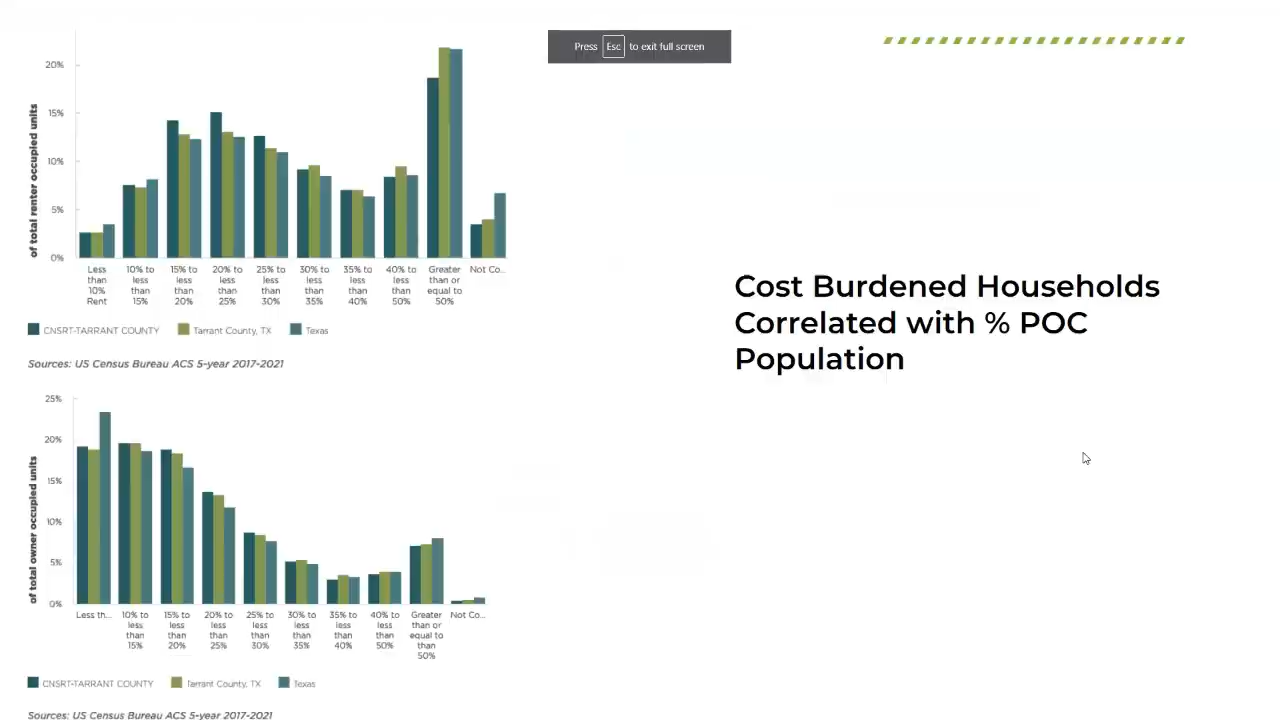 Press Esc to exit full screen
of total renter occupied units
20%
15%
10%
5%
0%
Less than 10% Rent
10% to less than 15%
15% to less than 20%
20% to less than 25%
25% to less than 30%
30% to less than 35%
35% to less than 40%
40% to less than 50%
Greater than or equal to 50%
Not Co...
CNSRT-TARRANT COUNTY
Tarrant County, TX
Texas
Sources: US Census Bureau ACS 5-year 2017-2021
Cost Burdened Households
Correlated with % POC
Population
of total owner occupied units
25%
20%
15%
10%
5%
0%
Less th...
10% to less than 15%
15% to less than 20%
20% to less than 25%
25% to less than 30%
30% to less than 35%
35% to less than 40%
40% to less than 50%
Greater than or equal to than 50%
Not Co...
CNSRT-TARRANT COUNTY
Tarrant County, TX
Texas
Sources: US Census Bureau ACS 5-year 2017-2021